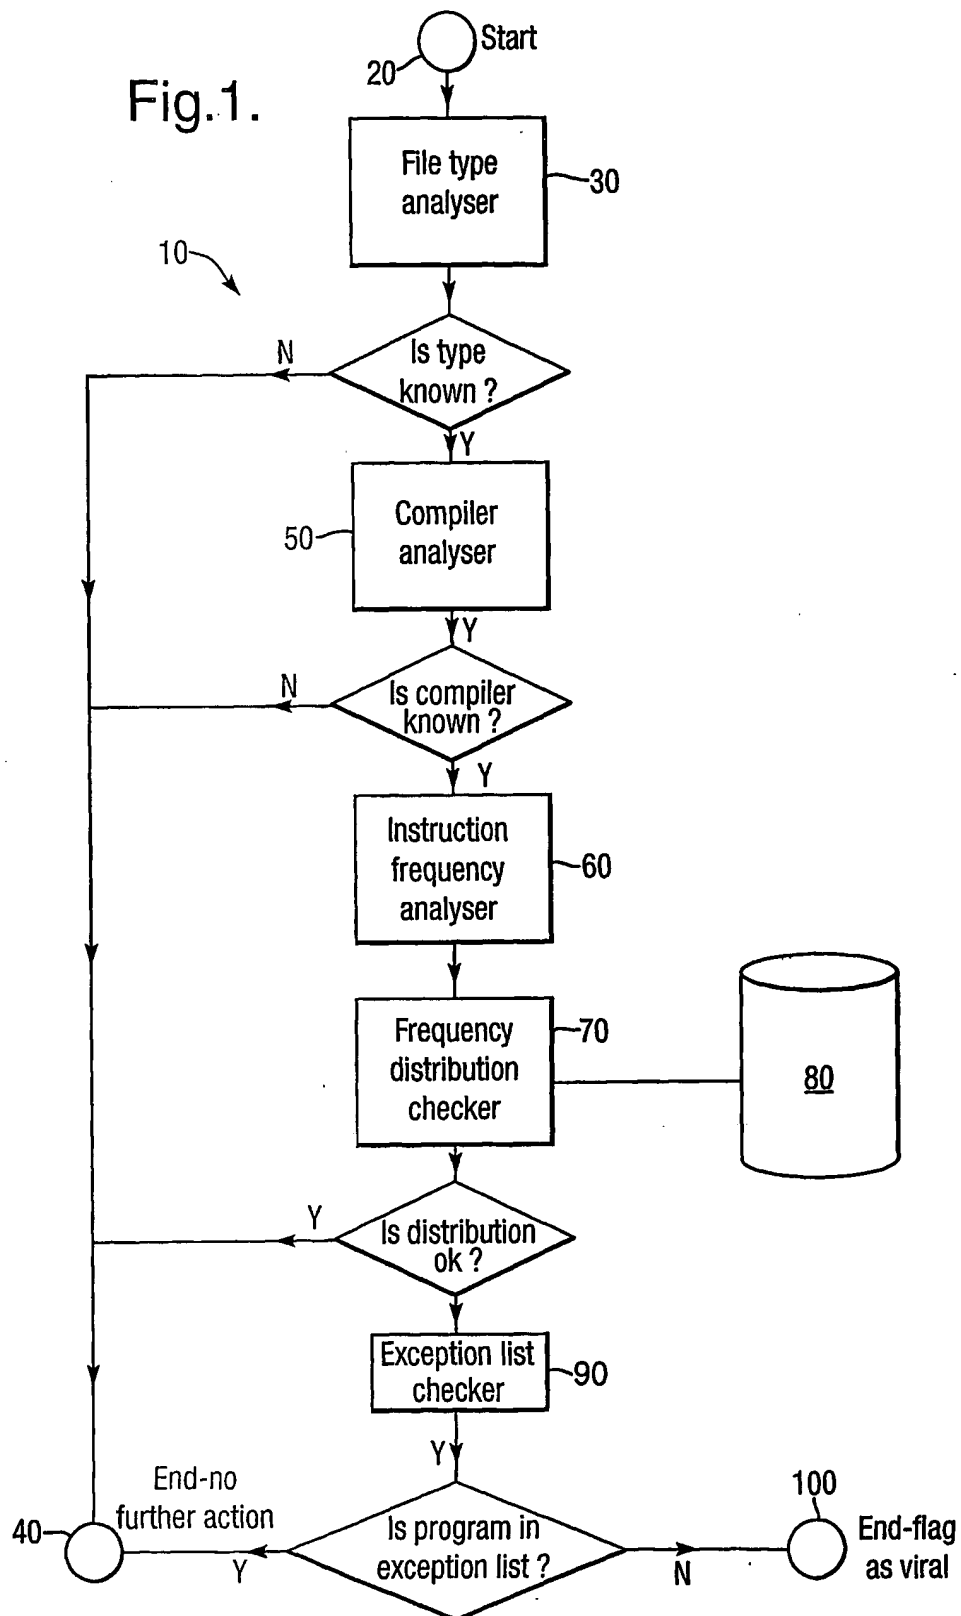 Start
20
Fig.1.
File type
analyser
30
10
N
Is type
known ?
Y
Compiler
analyser
50
Y
N
Is compiler
known ?
Y
Instruction
frequency
analyser
60
Frequency
distribution
checker
70
80
Y
Is distribution
ok ?
Exception list
checker
90
Y
End-no
further action
40
Y
Is program in
exception list ?
N
100
End-flag
as viral